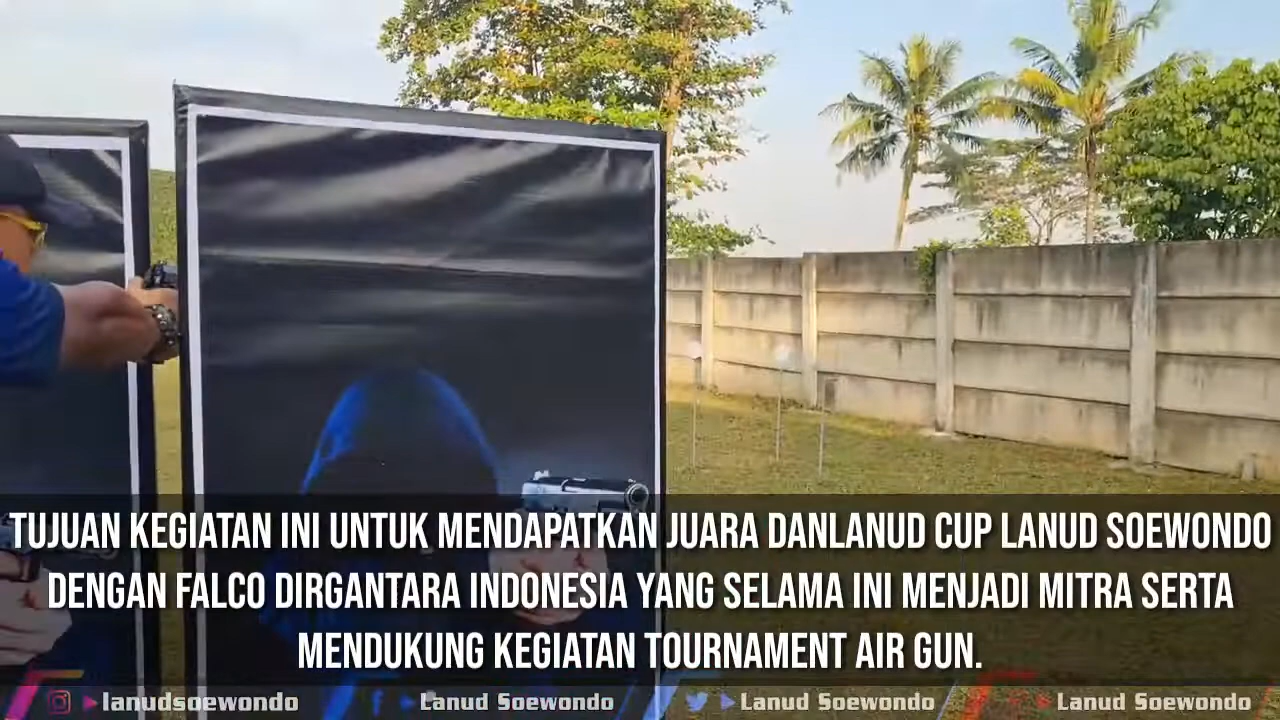 TUJUAN KEGIATAN INI UNTUK MENDAPATKAN JUARA DANLANUD CUP LANUD SOEWONDO
DENGAN FALCO DIRGANTARA INDONESIA YANG SELAMA INI MENJADI MITRA SERTA
MENDUKUNG KEGIATAN TOURNAMENT AIR GUN.
lanudsoewondo Lanud Soewondo Lanud Soewondo Lanud Soewondo